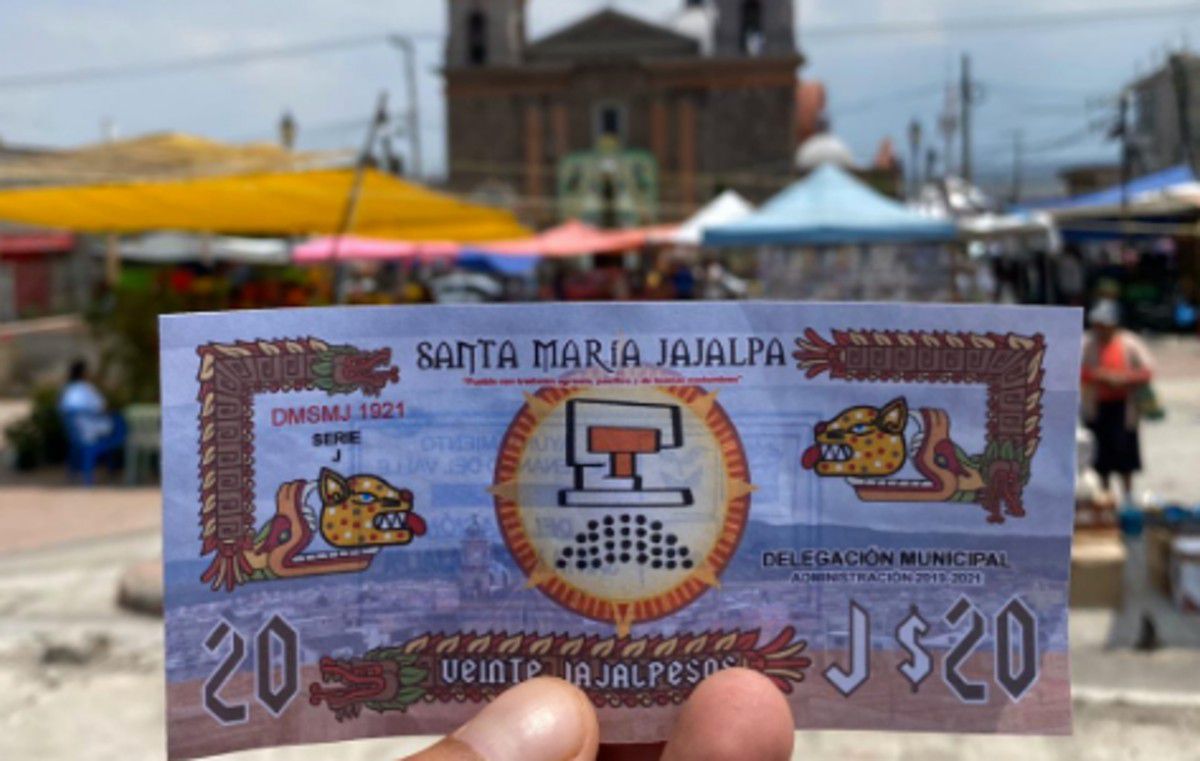 SANTA MARÍA JAJALPA
DMSMJ 1921
SERIE
J
DELEGACIÓN MUNICIPAL
ADMINISTRACIÓN 2019-2021
20
VEINTE JAJALPESOS
J $20